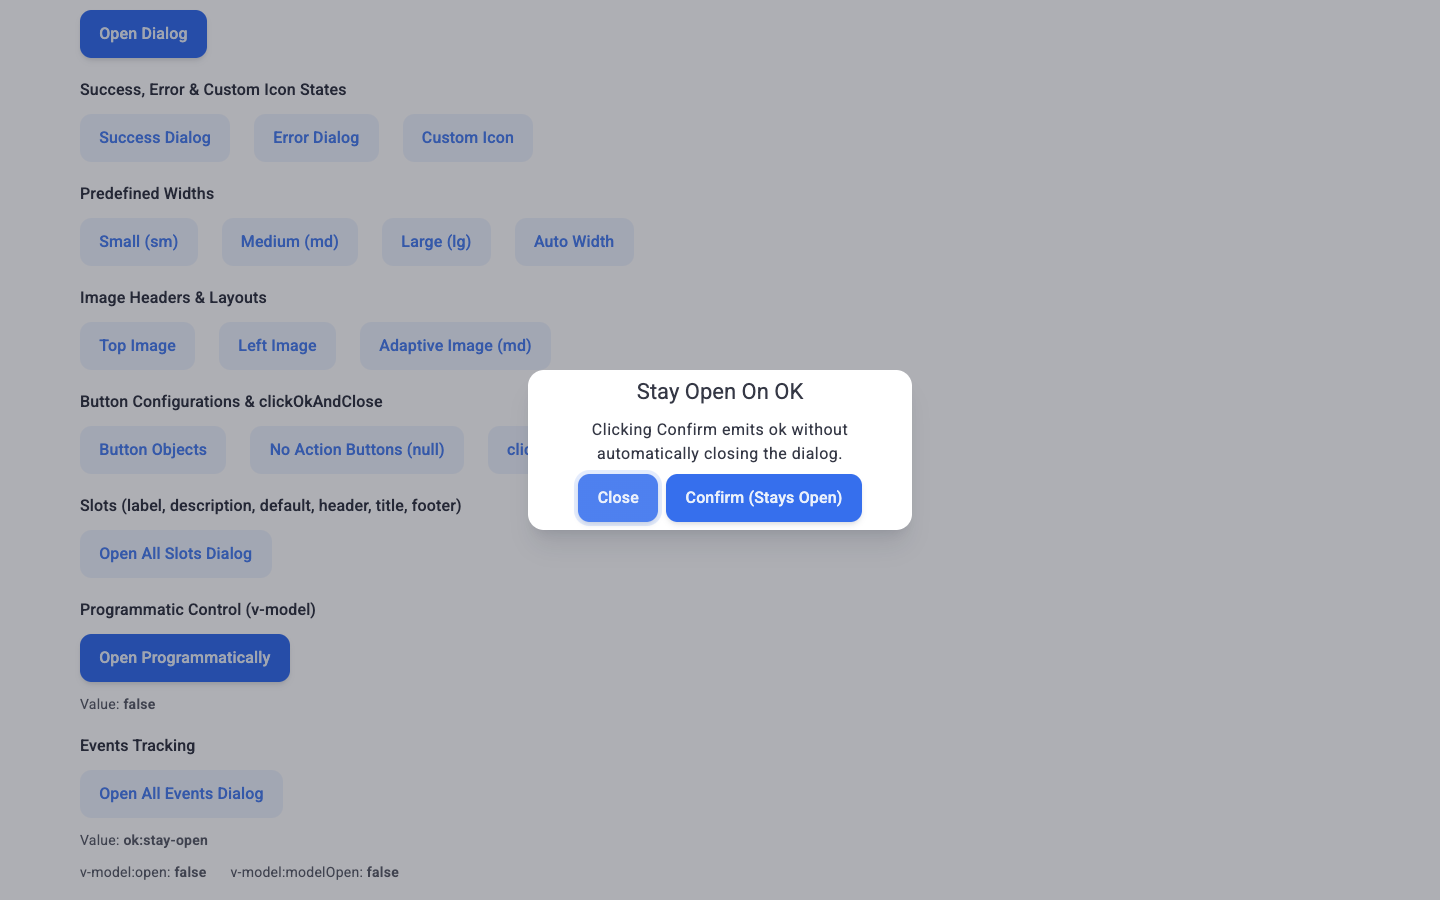 Open Dialog
Success, Error & Custom Icon States
Success Dialog
Error Dialog
Custom Icon
Predefined Widths
Small (sm)
Medium (md)
Large (lg)
Auto Width
Image Headers & Layouts
Top Image
Left Image
Adaptive Image (md)
Button Configurations & clickOkAndClose
Button Objects
No Action Buttons (null)
Stay Open On OK
Clicking Confirm emits ok without
automatically closing the dialog.
Close
Confirm (Stays Open)
Slots (label, description, default, header, title, footer)
Open All Slots Dialog
Programmatic Control (v-model)
Open Programmatically
Value: false
Events Tracking
Open All Events Dialog
Value: ok:stay-open
v-model:open: false
v-model:modelOpen: false